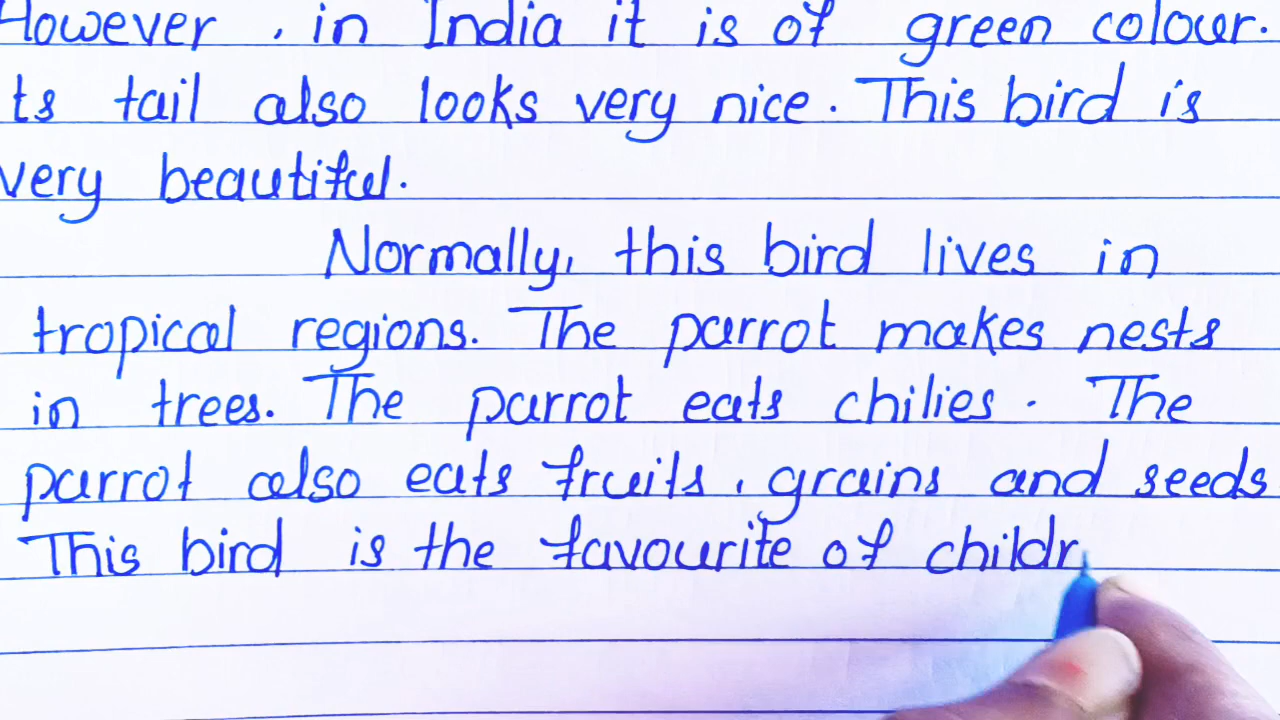 However, in India it is of green colour.
ts tail also looks very nice. This bird is
very beautiful.
Normally, this bird lives in
tropical regions. The parrot makes nests
in trees. The parrot eats chilies. The
parrot also eats fruits, grains and seeds
This bird is the favourite of childr